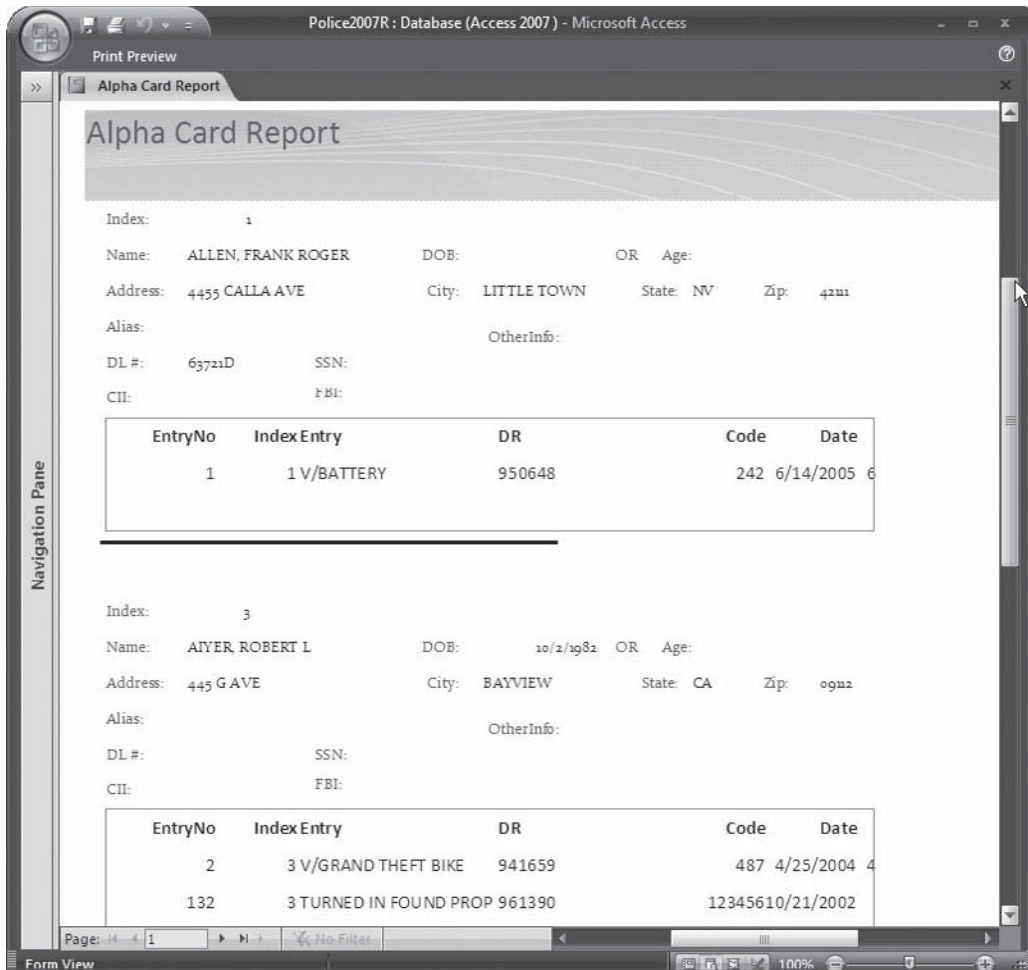 Police2007R : Database (Access 2007 ) - Microsoft Access
Print Preview
Alpha Card Report
Alpha Card Report
Index: 1
Name: ALLEN, FRANK ROGER DOB: OR Age:
Address: 4455 CALLA AVE City: LITTLE TOWN State: NV Zip: 42111
Alias: OtherInfo:
DL #: 63721D SSN:
CII: FBI:
EntryNo Index Entry DR Code Date
1 1 V/BATTERY 950648 242 6/14/2005 6
Navigation Pane
Index: 3
Name: AIYER, ROBERT L DOB: 10/2/1982 OR Age:
Address: 445 G AVE City: BAYVIEW State: CA Zip: 09112
Alias: OtherInfo:
DL #: SSN:
CII: FBI:
EntryNo Index Entry DR Code Date
2 3 V/GRAND THEFT BIKE 941659 487 4/25/2004 4
132 3 TURNED IN FOUND PROP 961390 12345610/21/2002
Page: 1 No Filter
Form View 100%